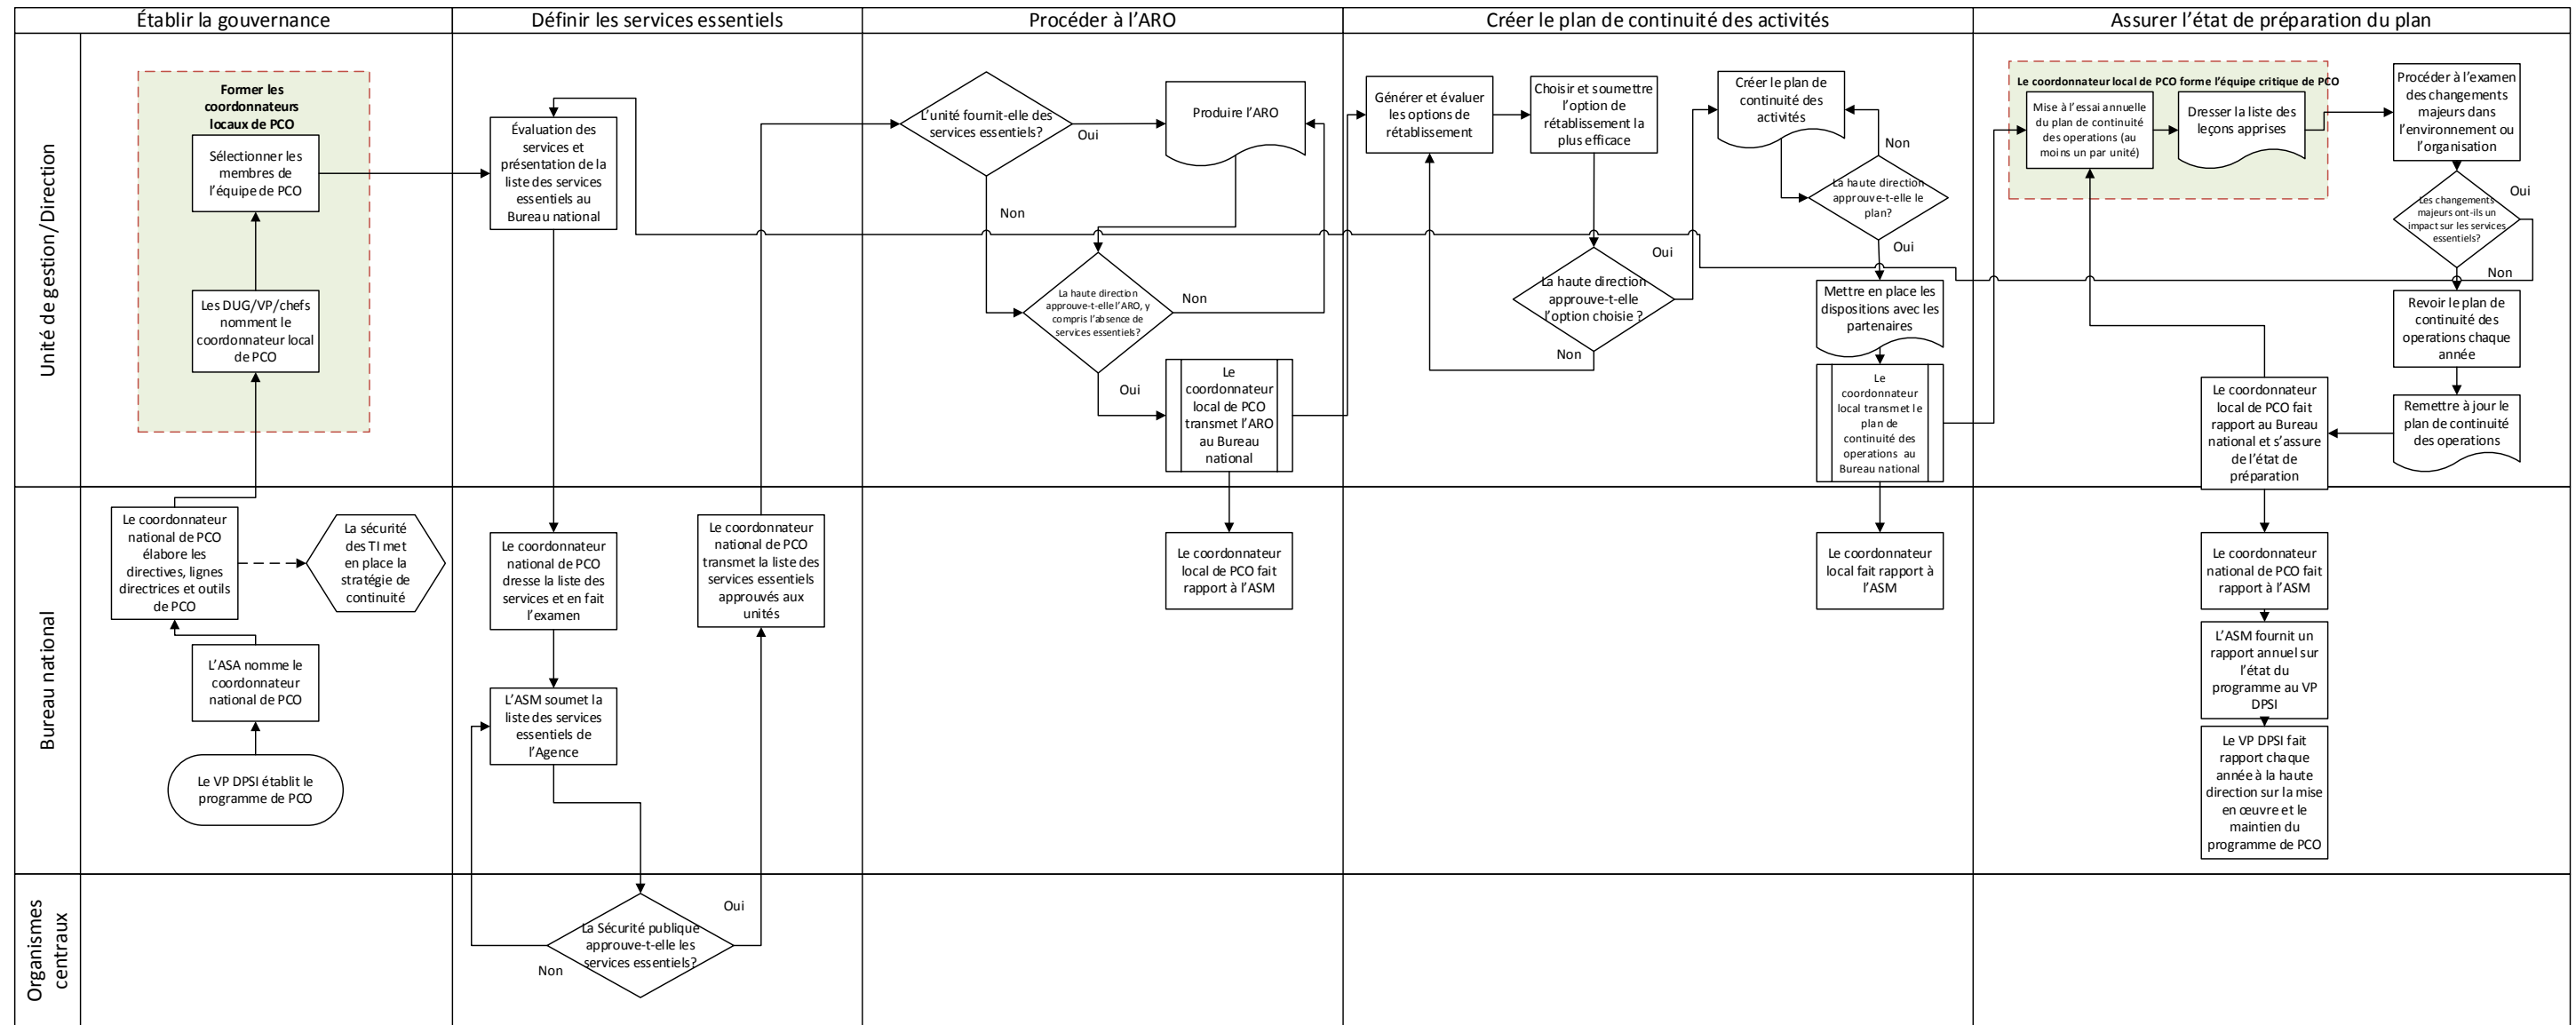 Établir la gouvernance
Définir les services essentiels
Procéder à l’ARO
Créer le plan de continuité des activités
Assurer l’état de préparation du plan
Unité de gestion/Direction
Former les
coordonnateurs
locaux de PCO
Sélectionner les
membres de
l’équipe de PCO
Les DUG/VP/chefs
nomment le
coordonnateur local
de PCO
Évaluation des
services et
présentation de la
liste des services
essentiels au
Bureau national
L’unité fournit-elle des
services essentiels?
Oui
Non
Produire l’ARO
La haute direction
approuve-t-elle l’ARO, y
compris l’absence de
services essentiels?
Non
Oui
Le
coordonnateur
local de PCO
transmet l’ARO
au Bureau
national
Générer et évaluer
les options de
rétablissement
Choisir et soumettre
l’option de
rétablissement la
plus efficace
La haute direction
approuve-t-elle
l’option choisie ?
Oui
Non
Créer le plan de
continuité des
activités
Non
La haute direction
approuve-t-elle le
plan?
Oui
Mettre en place les
dispositions avec les
partenaires
Le
coordonnateur
local transmet le
plan de
continuité des
operations au
Bureau national
Le coordonnateur local de PCO forme l’équipe critique de PCO
Mise à l’essai annuelle
du plan de continuité
des operations (au
moins un par unité)
Dresser la liste des
leçons apprises
Procéder à l’examen
des changements
majeurs dans
l’environnement ou
l’organisation
Oui
Les changements
majeurs ont-ils un
impact sur les services
essentiels?
Non
Revoir le plan de
continuité des
operations chaque
année
Remettre à jour le
plan de continuité
des operations
Le coordonnateur
local de PCO fait
rapport au Bureau
national et s’assure
de l’état de
préparation
Bureau national
Le coordonnateur
national de PCO
élabore les
directives, lignes
directrices et outils
de PCO
La sécurité
des TI met
en place la
stratégie de
continuité
L’ASA nomme le
coordonnateur
national de PCO
Le VP DPSI établit le
programme de PCO
Le coordonnateur
national de PCO
dresse la liste des
services et en fait
l’examen
L’ASM soumet la
liste des services
essentiels de
l’Agence
Le coordonnateur
national de PCO
transmet la liste des
services essentiels
approuvés aux
unités
Le coordonnateur
local de PCO fait
rapport à l’ASM
Le coordonnateur
local fait rapport à
l’ASM
Le coordonnateur
national de PCO fait
rapport à l’ASM
L’ASM fournit un
rapport annuel sur
l’état du
programme au VP
DPSI
Le VP DPSI fait
rapport chaque
année à la haute
direction sur la mise
en œuvre et le
maintien du
programme de PCO
Organismes
centraux
La Sécurité publique
approuve-t-elle les
services essentiels?
Oui
Non